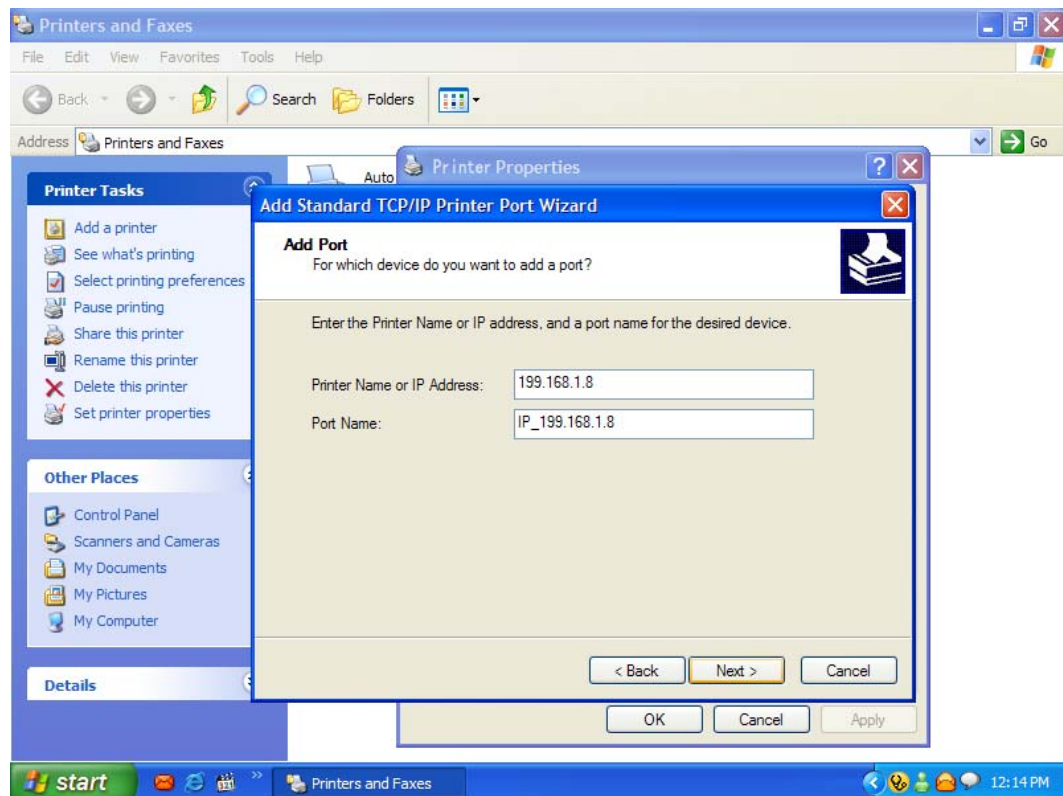 Printers and Faxes
File Edit View Favorites Tools Help
Back Search Folders
Address Printers and Faxes Go
Auto
Printer Properties
Printer Tasks
Add a printer
See what's printing
Select printing preferences
Pause printing
Share this printer
Rename this printer
Delete this printer
Set printer properties
Other Places
Control Panel
Scanners and Cameras
My Documents
My Pictures
My Computer
Details
Add Standard TCP/IP Printer Port Wizard
Add Port
For which device do you want to add a port?
Enter the Printer Name or IP address, and a port name for the desired device.
Printer Name or IP Address: 199.168.1.8
Port Name: IP_199.168.1.8
< Back Next > Cancel
OK Cancel Apply
start Printers and Faxes 12:14 PM